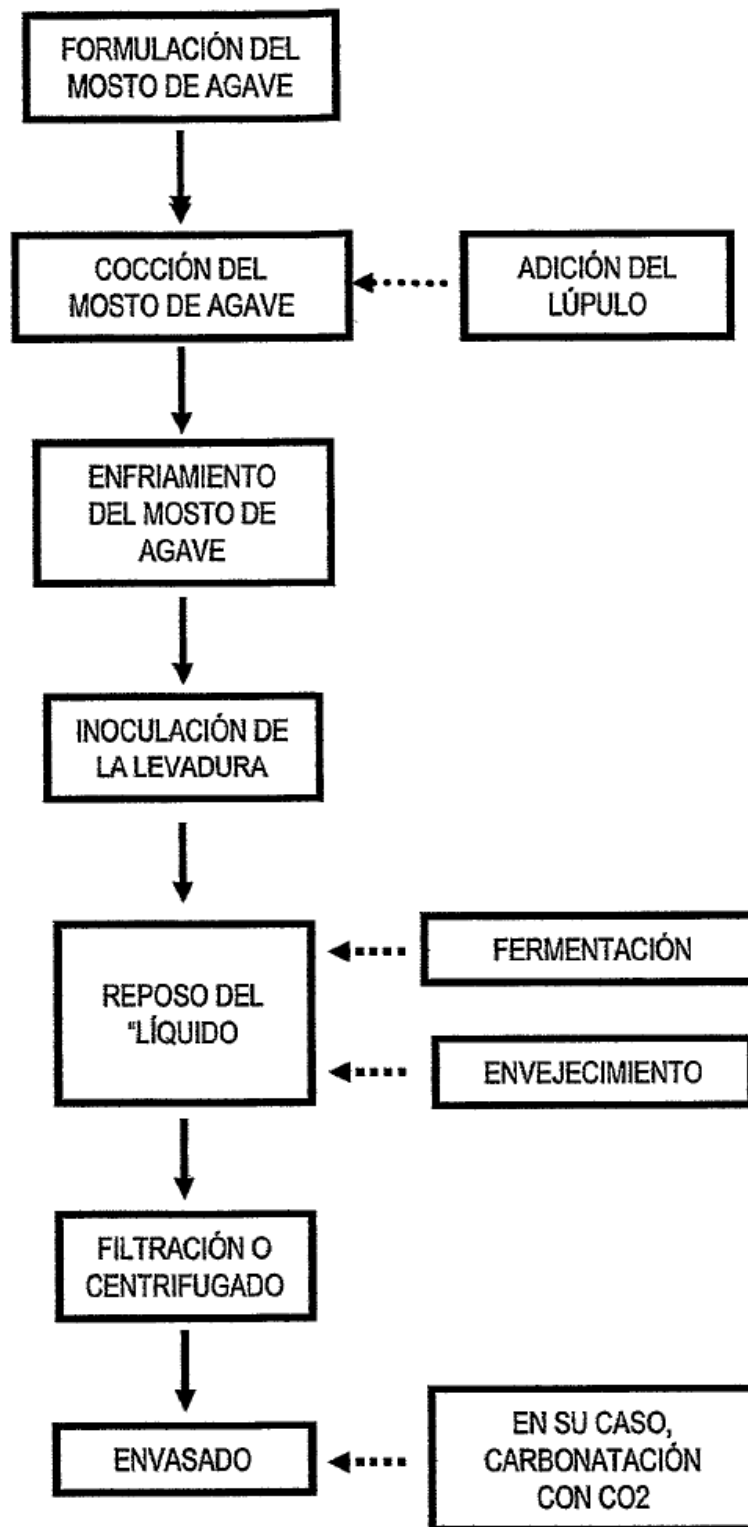 FORMULACIÓN DEL
MOSTO DE AGAVE
COCCIÓN DEL
MOSTO DE AGAVE
ADICIÓN DEL
LÚPULO
ENFRIAMIENTO
DEL MOSTO DE
AGAVE
INOCULACIÓN DE
LA LEVADURA
REPOSO DEL
"LÍQUIDO
FERMENTACIÓN
ENVEJECIMIENTO
FILTRACIÓN O
CENTRIFUGADO
ENVASADO
EN SU CASO,
CARBONATACIÓN
CON CO2